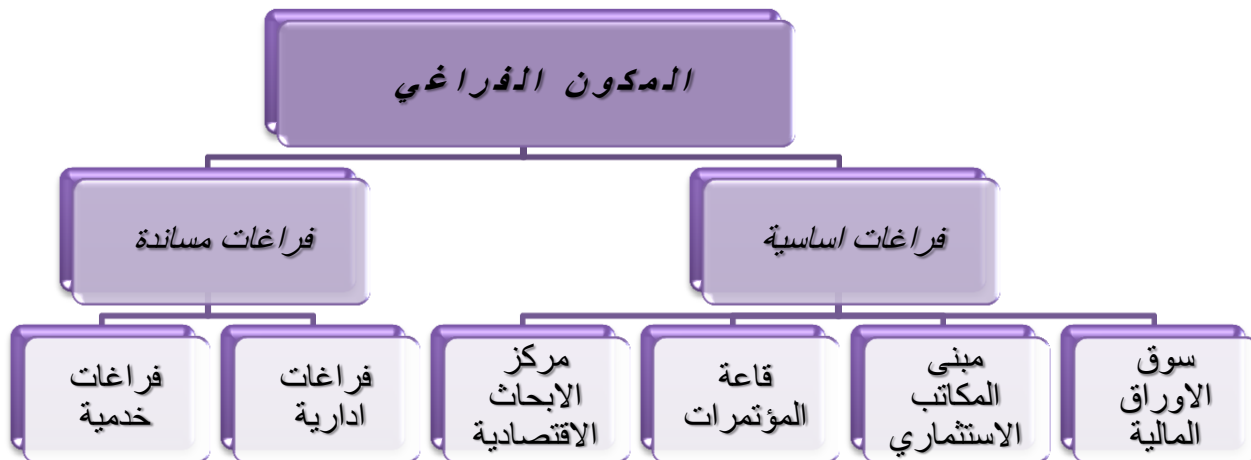 المكون الفراغي
فراغات اساسية
فراغات مساندة
سوق
الاوراق
المالية
مبنى
المكاتب
الاستثماري
قاعة
المؤتمرات
مركز
الابحاث
الاقتصادية
فراغات
ادارية
فراغات
خدمية